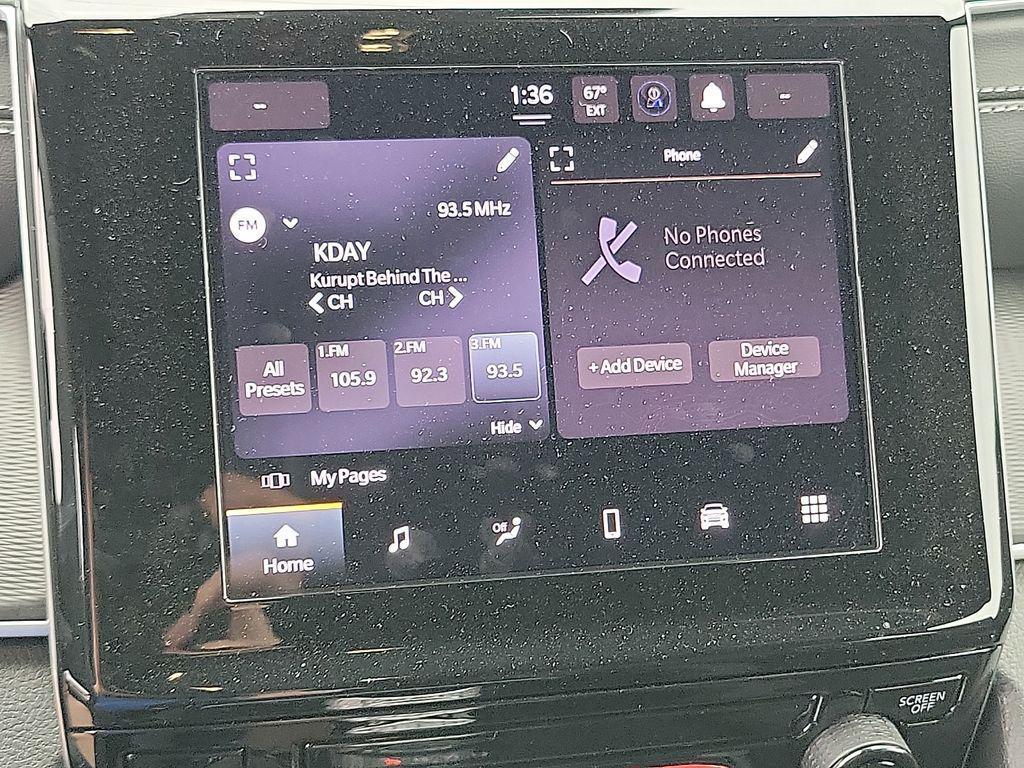 --
1:36
67°
EXT
--
93.5 MHz
FM
KDAY
Kurupt Behind The ...
CH
CH
All
Presets
1.FM
105.9
2.FM
92.3
3.FM
93.5
Hide
Phone
No Phones
Connected
+ Add Device
Device
Manager
My Pages
Home
Off
SCREEN
OFF